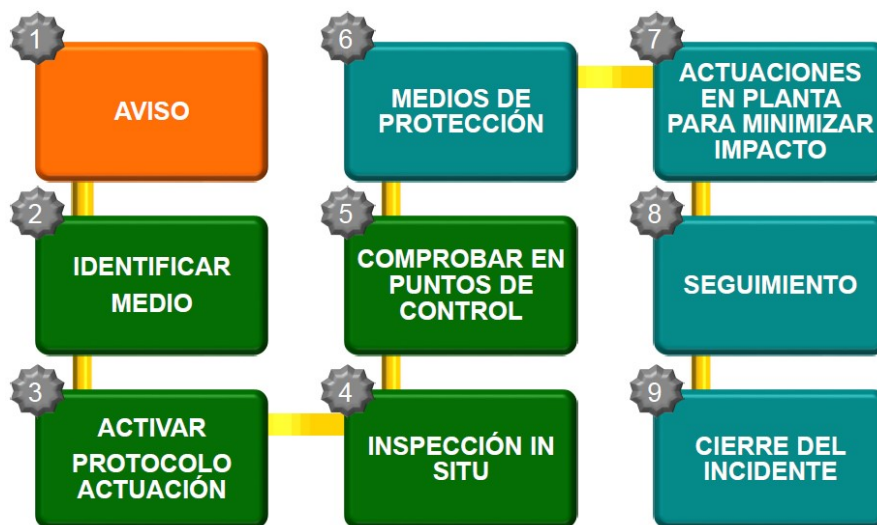 1
AVISO
2
IDENTIFICAR
MEDIO
3
ACTIVAR
PROTOCOLO
ACTUACIÓN
4
INSPECCIÓN IN
SITU
5
COMPROBAR EN
PUNTOS DE
CONTROL
6
MEDIOS DE
PROTECCIÓN
7
ACTUACIONES
EN PLANTA
PARA MINIMIZAR
IMPACTO
8
SEGUIMIENTO
9
CIERRE DEL
INCIDENTE